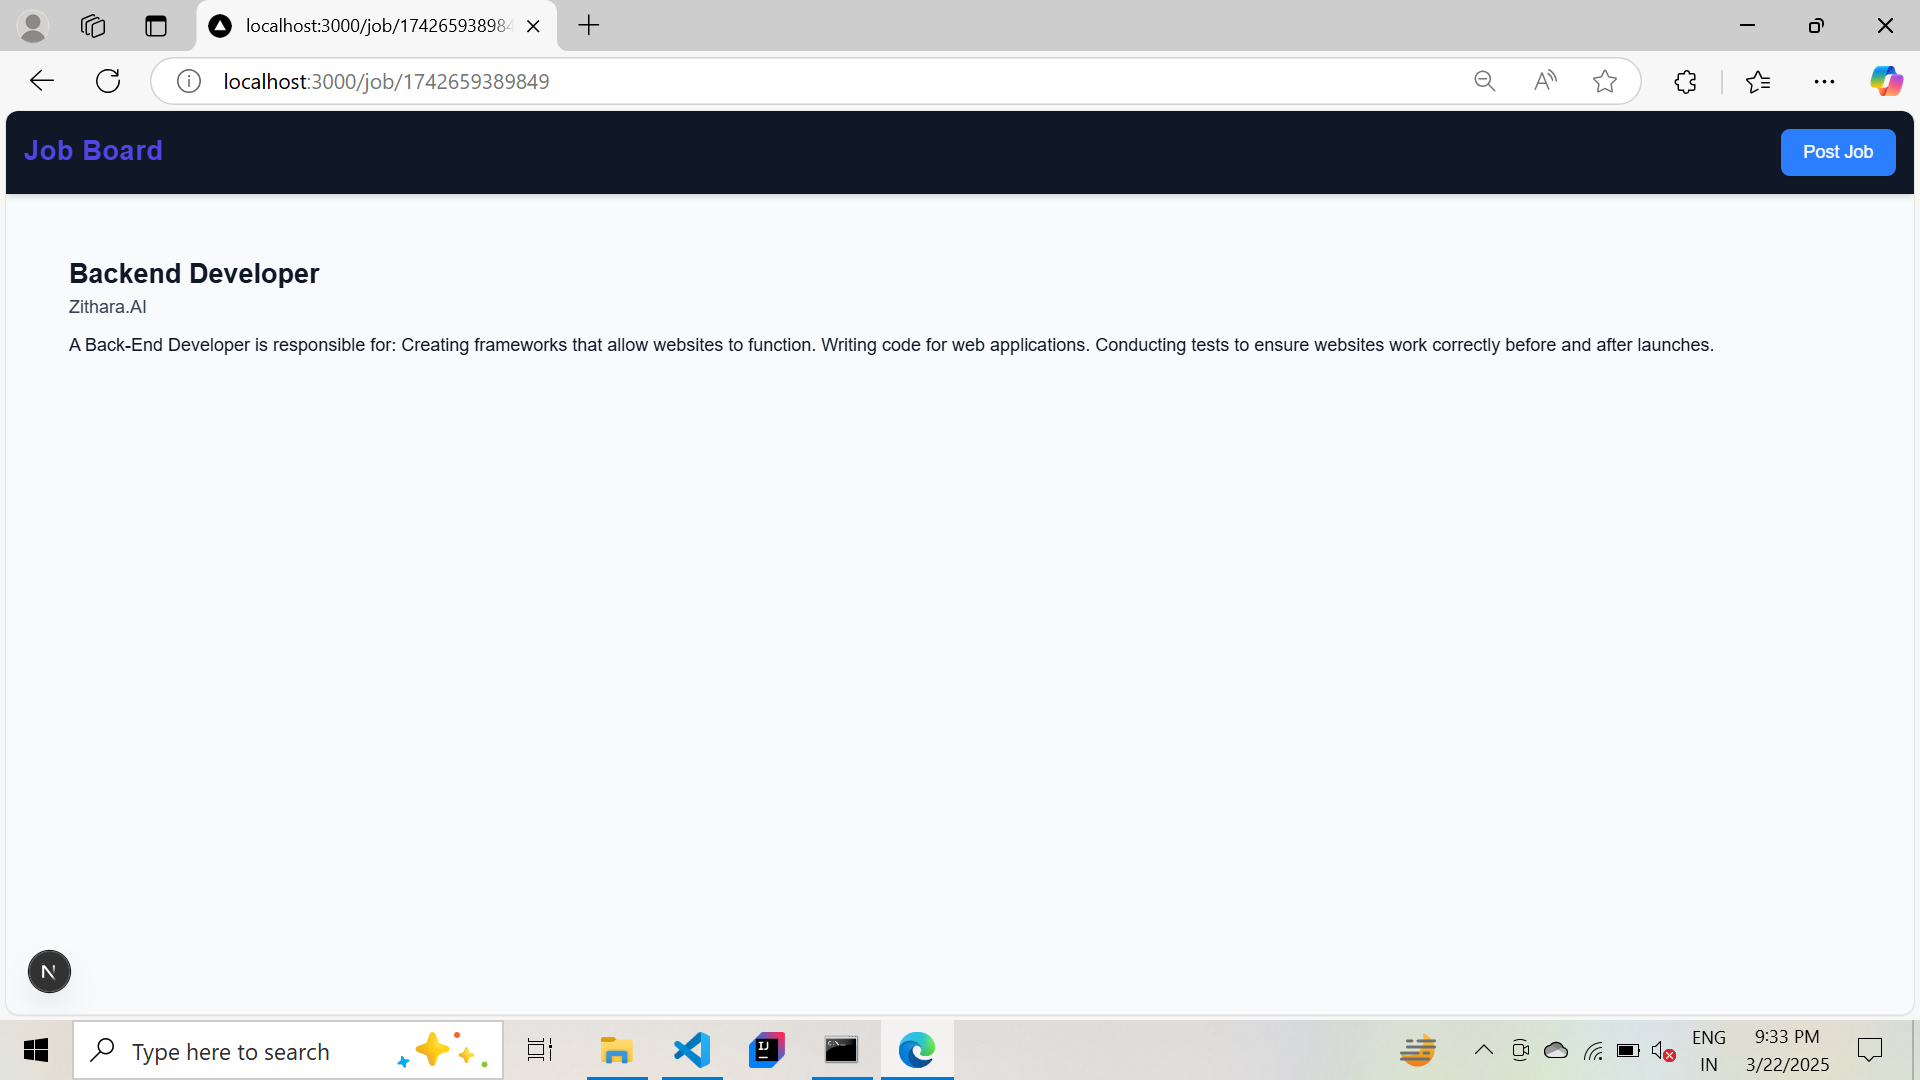 localhost:3000/job/174265938984
localhost:3000/job/1742659389849
Job Board
Post Job
Backend Developer
Zithara.AI
A Back-End Developer is responsible for: Creating frameworks that allow websites to function. Writing code for web applications. Conducting tests to ensure websites work correctly before and after launches.
N
Type here to search
IJ
ENG
IN
9:33 PM
3/22/2025